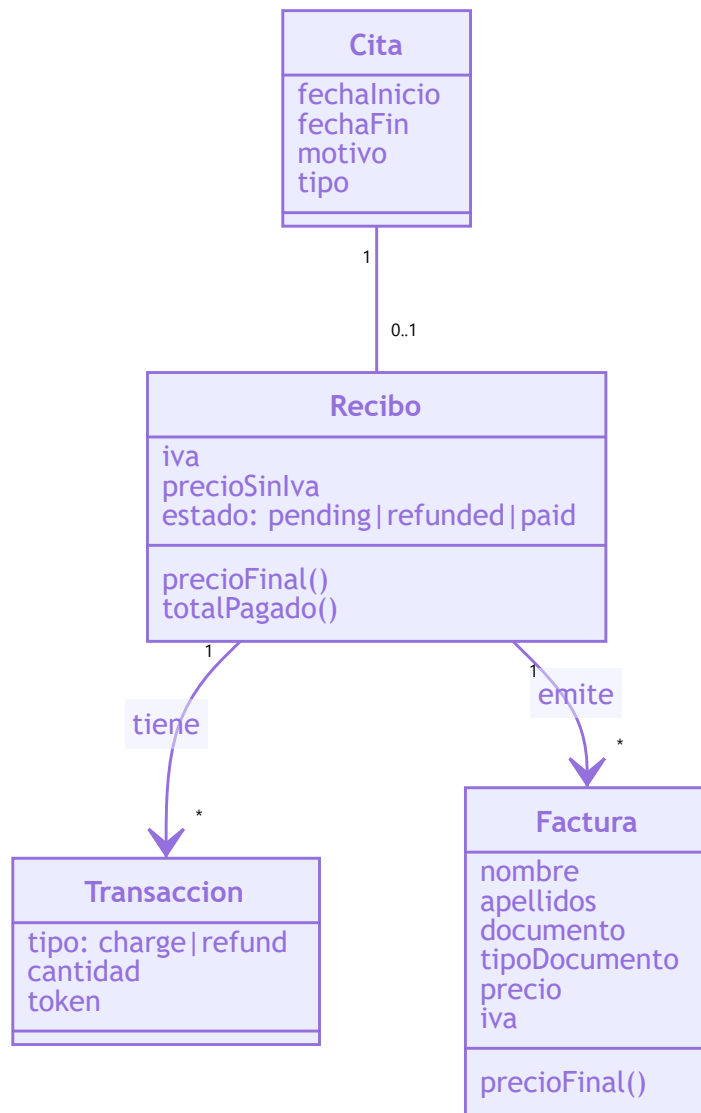 Cita
fechaInicio
fechaFin
motivo
tipo
1
0..1
Recibo
iva
precioSinIva
estado: pending|refunded|paid
precioFinal()
totalPagado()
1
1
tiene
emite
*
*
Transaccion
tipo: charge|refund
cantidad
token
Factura
nombre
apellidos
documento
tipoDocumento
precio
iva
precioFinal()